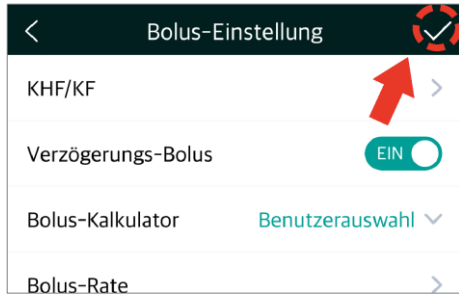 Bolus-Einstellung
KHF/KF
Verzögerungs-Bolus EIN
Bolus-Kalkulator Benutzerauswahl
Bolus-Rate